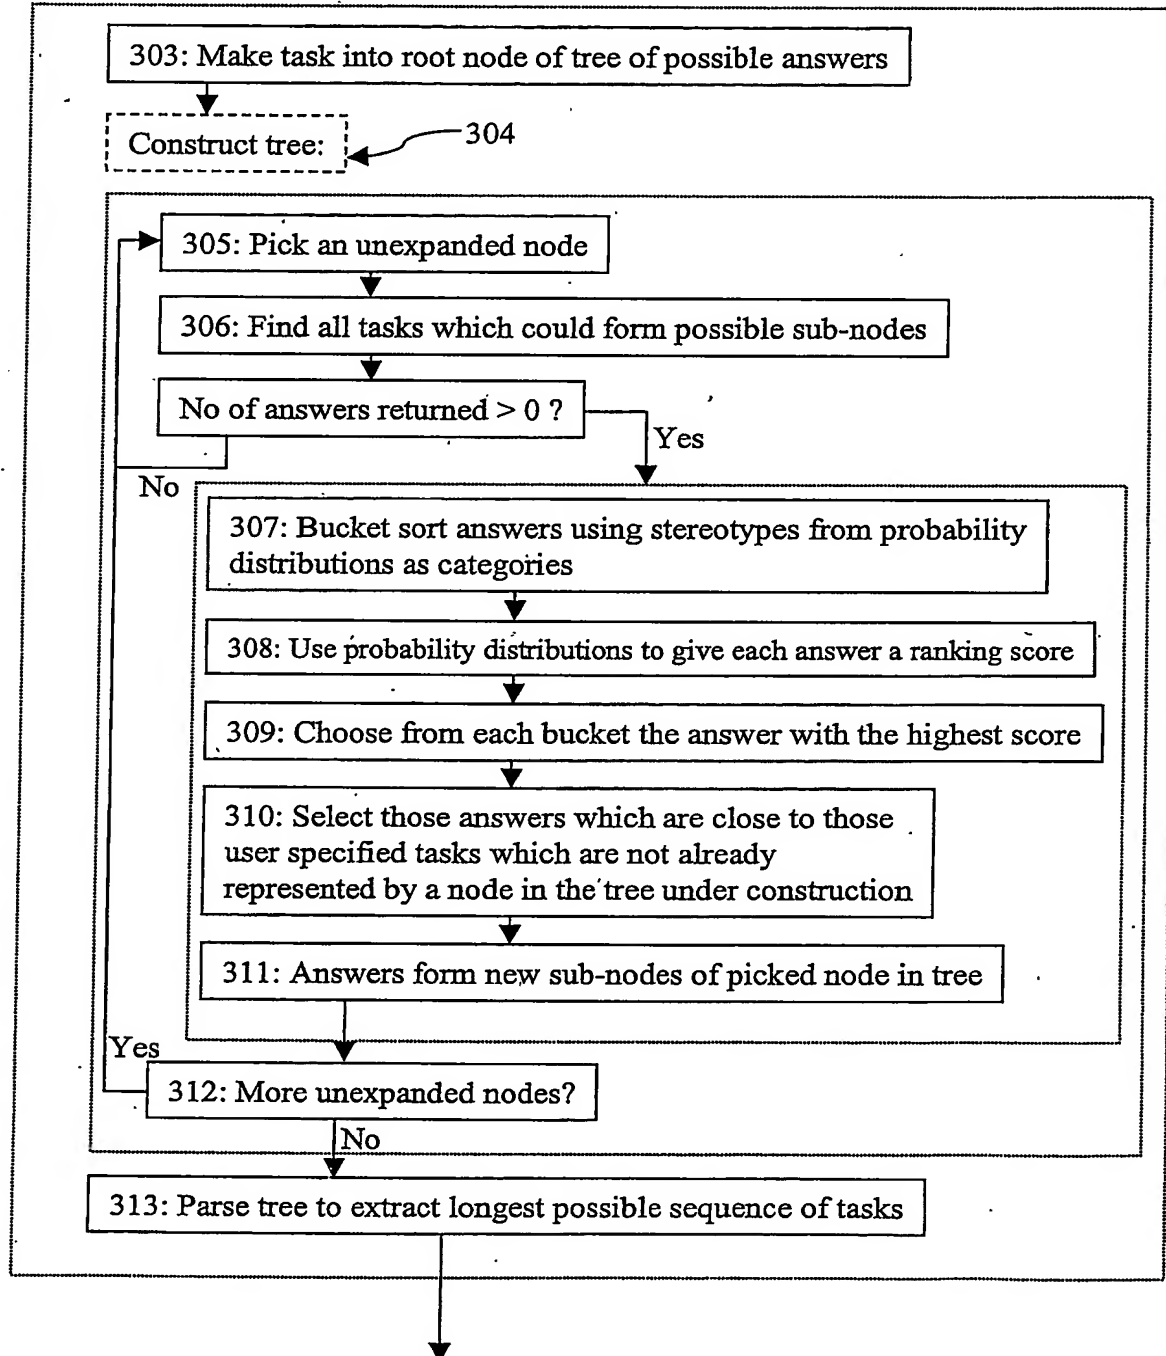 303: Make task into root node of tree of possible answers
Construct tree:
304
305: Pick an unexpanded node
306: Find all tasks which could form possible sub-nodes
No of answers returned > 0 ?
Yes
No
307: Bucket sort answers using stereotypes from probability
distributions as categories
308: Use probability distributions to give each answer a ranking score
309: Choose from each bucket the answer with the highest score
310: Select those answers which are close to those
user specified tasks which are not already
represented by a node in the tree under construction
311: Answers form new sub-nodes of picked node in tree
Yes
312: More unexpanded nodes?
No
313: Parse tree to extract longest possible sequence of tasks